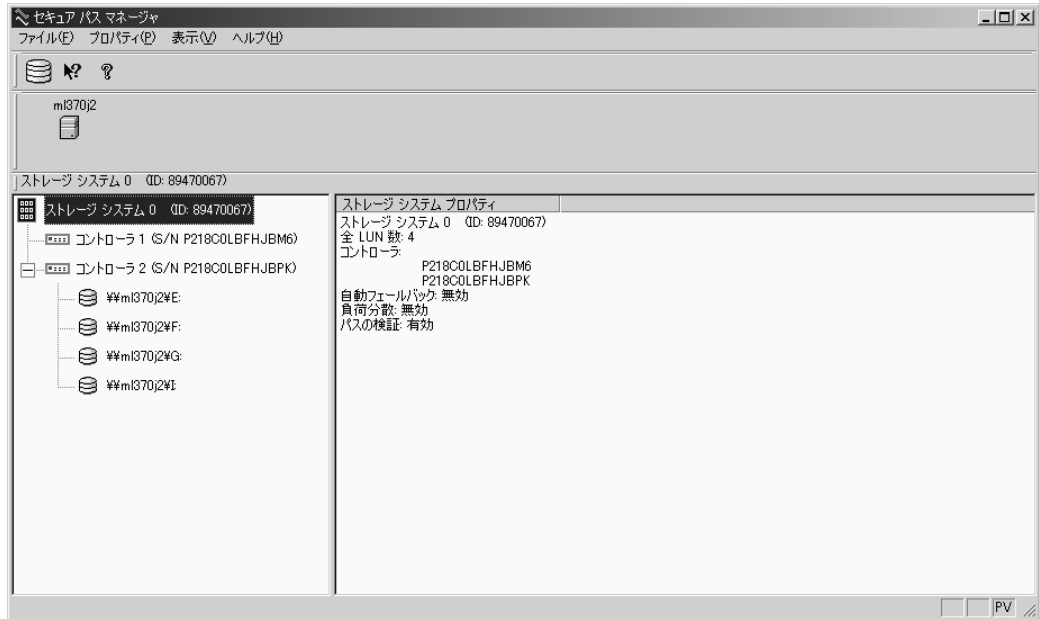 セキュア パス マネージャ
ファイル(F) プロパティ(P) 表示(V) ヘルプ(H)
ml370j2
ストレージ システム 0 (ID: 89470067)
ストレージ システム 0 (ID: 89470067)
コントローラ 1 (S/N P218C0LBFHJBM6)
コントローラ 2 (S/N P218C0LBFHJBPK)
¥¥ml370j2¥E:
¥¥ml370j2¥F:
¥¥ml370j2¥G:
¥¥ml370j2¥I:
ストレージ システム プロパティ
ストレージ システム 0 (ID: 89470067)
全 LUN 数: 4
コントローラ:
P218C0LBFHJBM6
P218C0LBFHJBPK
自動フェールバック: 無効
負荷分散: 無効
パスの検証: 有効
PV